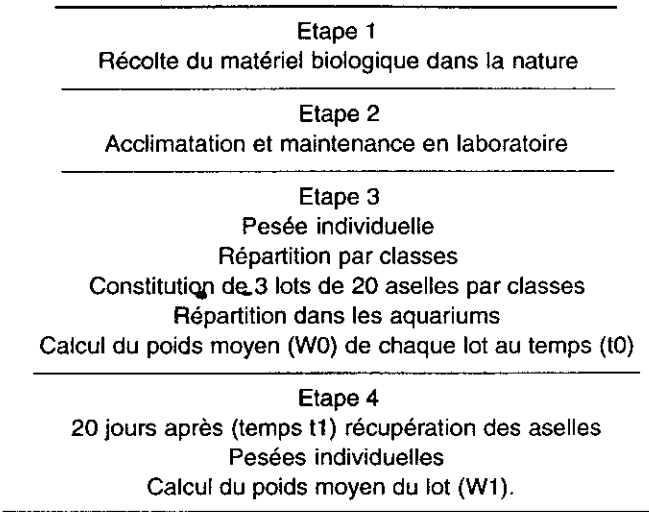 Etape 1
Récolte du matériel biologique dans la nature
Etape 2
Acclimatation et maintenance en laboratoire
Etape 3
Pesée individuelle
Répartition par classes
Constitution de 3 lots de 20 aselles par classes
Répartition dans les aquariums
Calcul du poids moyen (W0) de chaque lot au temps (t0)
Etape 4
20 jours après (temps t1) récupération des aselles
Pesées individuelles
Calcul du poids moyen du lot (W1).